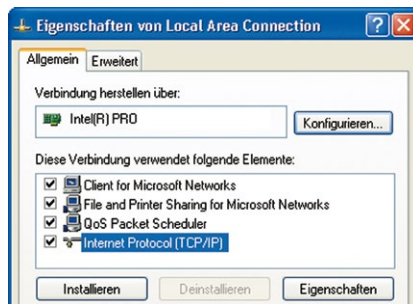 Eigenschaften von Local Area Connection
Allgemein Erweitert
Verbindung herstellen über:
Intel(R) PRO
Konfigurieren...
Diese Verbindung verwendet folgende Elemente:
Client for Microsoft Networks
File and Printer Sharing for Microsoft Networks
QoS Packet Scheduler
Internet Protocol (TCP/IP)
Installieren Deinstallieren Eigenschaften